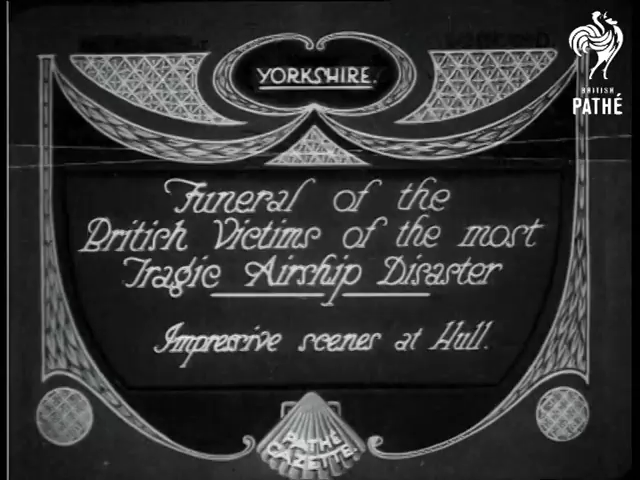 YORKSHIRE.
BRITISH
PATHÉ
Funeral of the
British Victims of the most
Tragic Airship Disaster
Impressive scenes at Hull.
PATHÉ
GAZETTE.